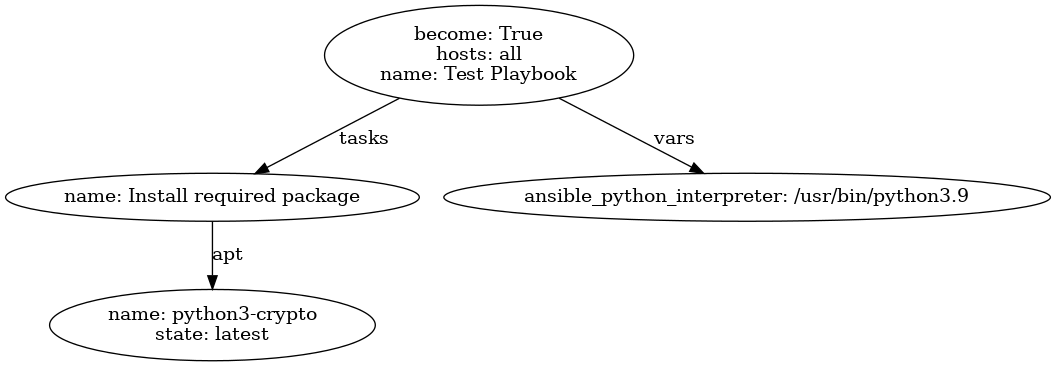 become: True
hosts: all
name: Test Playbook
tasks
vars
name: Install required package
ansible_python_interpreter: /usr/bin/python3.9
apt
name: python3-crypto
state: latest